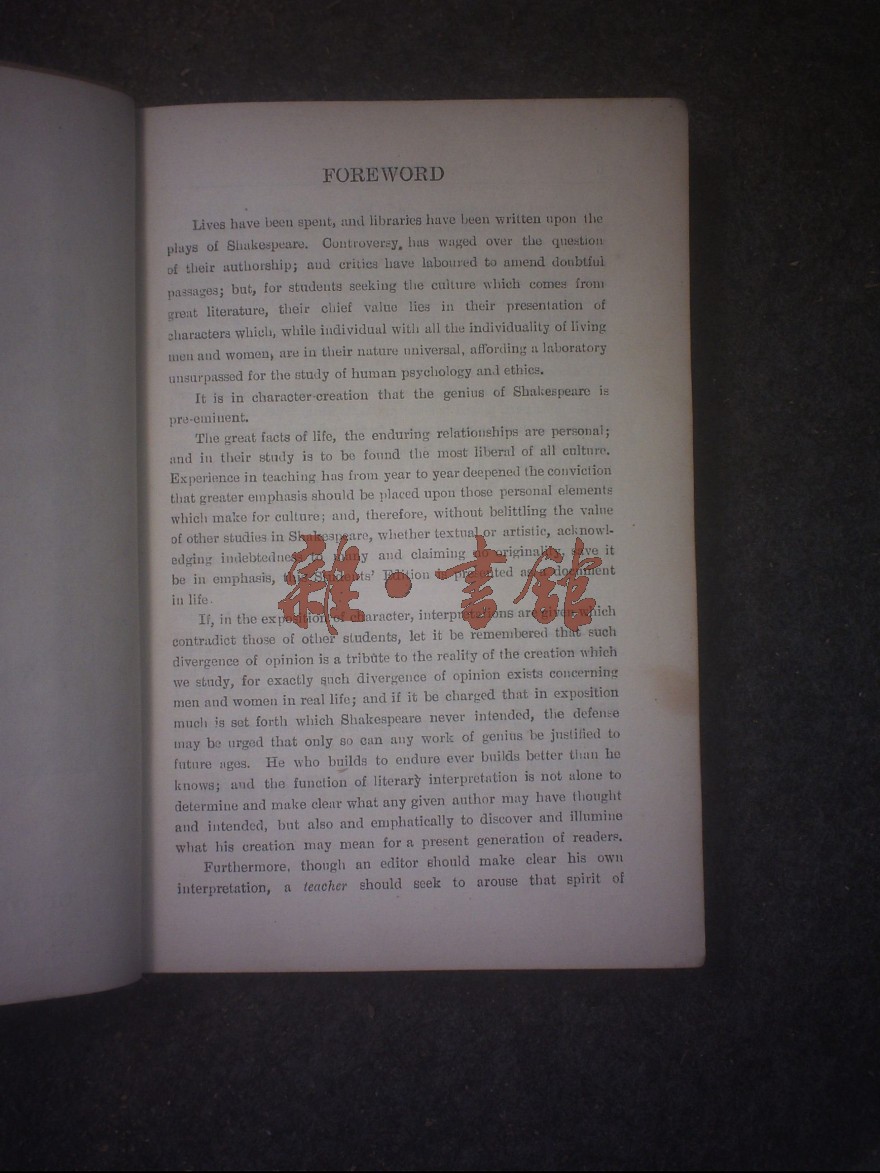 FOREWORD
Lives have been spent, and libraries have been written upon the
plays of Shakespeare. Controversy has waged over the question
of their authorship; and critics have laboured to amend doubtful
passages; but, for students seeking the culture which comes from
great literature, their chief value lies in their presentation of
characters which, while individual with all the individuality of living
men and women, are in their nature universal, affording a laboratory
unsurpassed for the study of human psychology and ethics.
It is in character-creation that the genius of Shakespeare is
pre-eminent.
The great facts of life, the enduring relationships are personal;
and in their study is to be found the most liberal of all culture.
Experience in teaching has from year to year deepened the conviction
that greater emphasis should be placed upon those personal elements
which make for culture; and, therefore, without belittling the value
of other studies in Shakespeare, whether textual or artistic, acknowl-
edging indebtedness to many and claiming no originality, save it
be in emphasis, this Students' Edition is presented as a document
in life.
If, in the exposition of character, interpretations are given which
contradict those of other students, let it be remembered that such
divergence of opinion is a tribute to the reality of the creation which
we study, for exactly such divergence of opinion exists concerning
men and women in real life; and if it be charged that in exposition
much is set forth which Shakespeare never intended, the defense
may be urged that only so can any work of genius be justified to
future ages. He who builds to endure ever builds better than he
knows; and the function of literary interpretation is not alone to
determine and make clear what any given author may have thought
and intended, but also and emphatically to discover and illumine
what his creation may mean for a present generation of readers.
Furthermore, though an editor should make clear his own
interpretation, a teacher should seek to arouse that spirit of
雜·書館